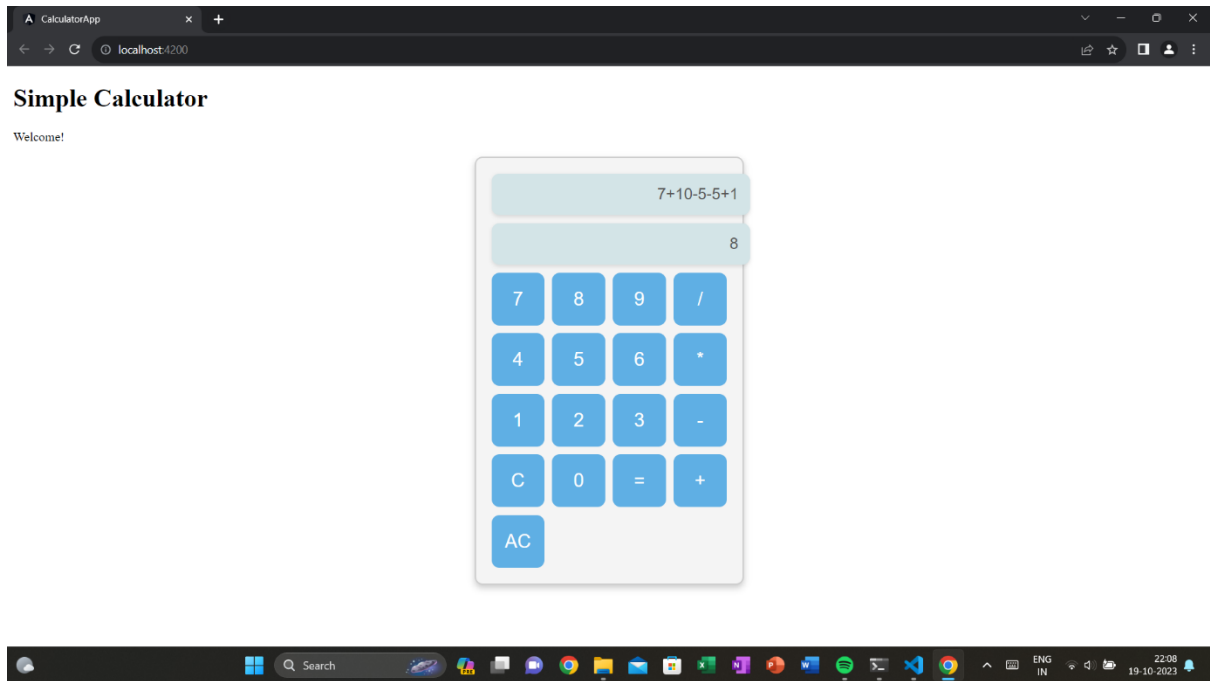 CalculatorApp
localhost:4200
Simple Calculator
Welcome!
7+10-5-5+1
8
7 8 9 /
4 5 6 *
1 2 3 -
C 0 = +
AC
Search
PRE
ENG
IN
22:08
19-10-2023